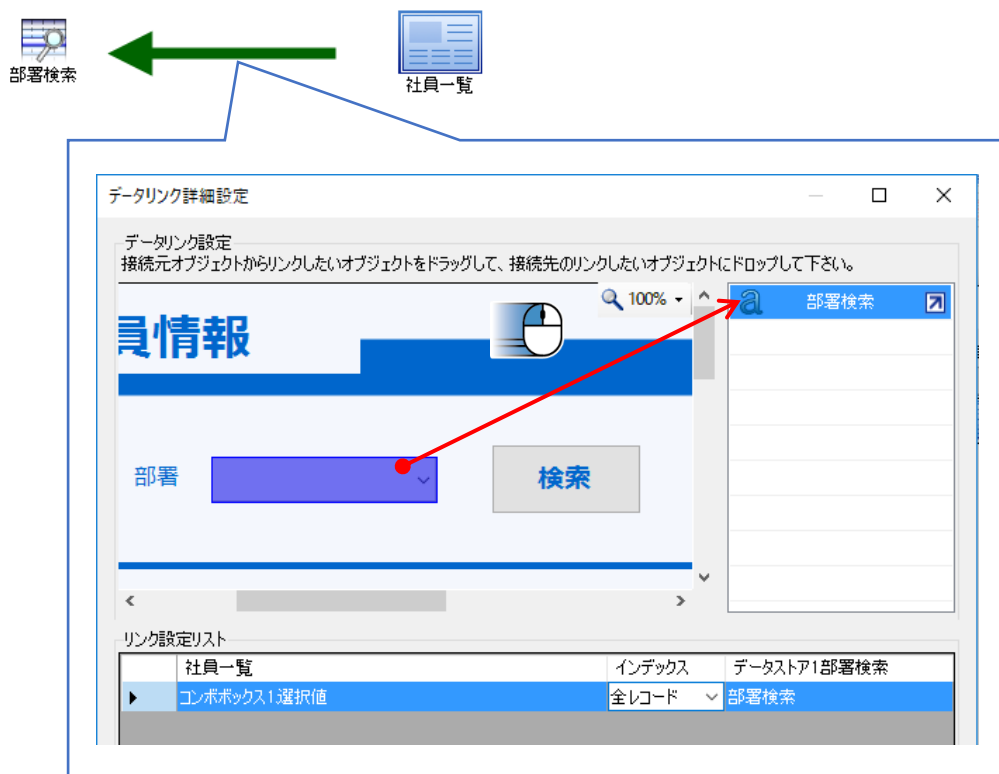 部署検索
社員一覧
データリンク詳細設定
データリンク設定
接続元オブジェクトからリンクしたいオブジェクトをドラッグして、接続先のリンクしたいオブジェクトにドロップして下さい。
100%
a 部署検索
員情報
部署
検索
リンク設定リスト
社員一覧 インデックス データストア1部署検索
コンボボックス1選択値 全レコード 部署検索